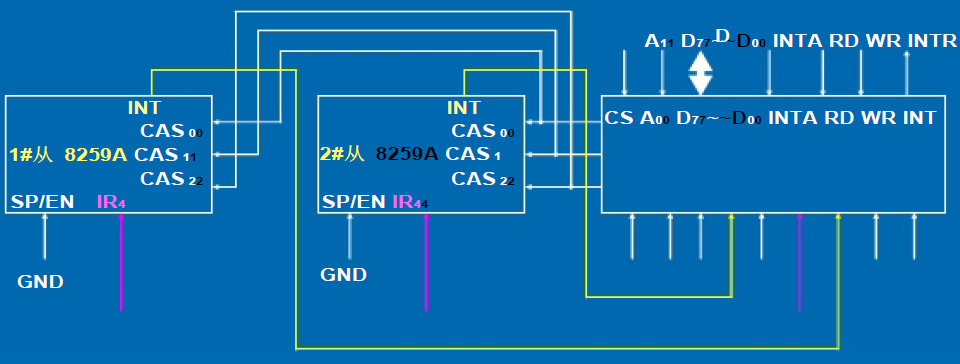 A11 D77~D~D00 INTA RD WR INTR
INT
CAS00
1#从 8259A CAS11
CAS22
SP/EN IR4
GND
INT
CAS00
2#从 8259A CAS1
CAS22
SP/EN IR44
GND
CS A00 D77~~D00 INTA RD WR INT